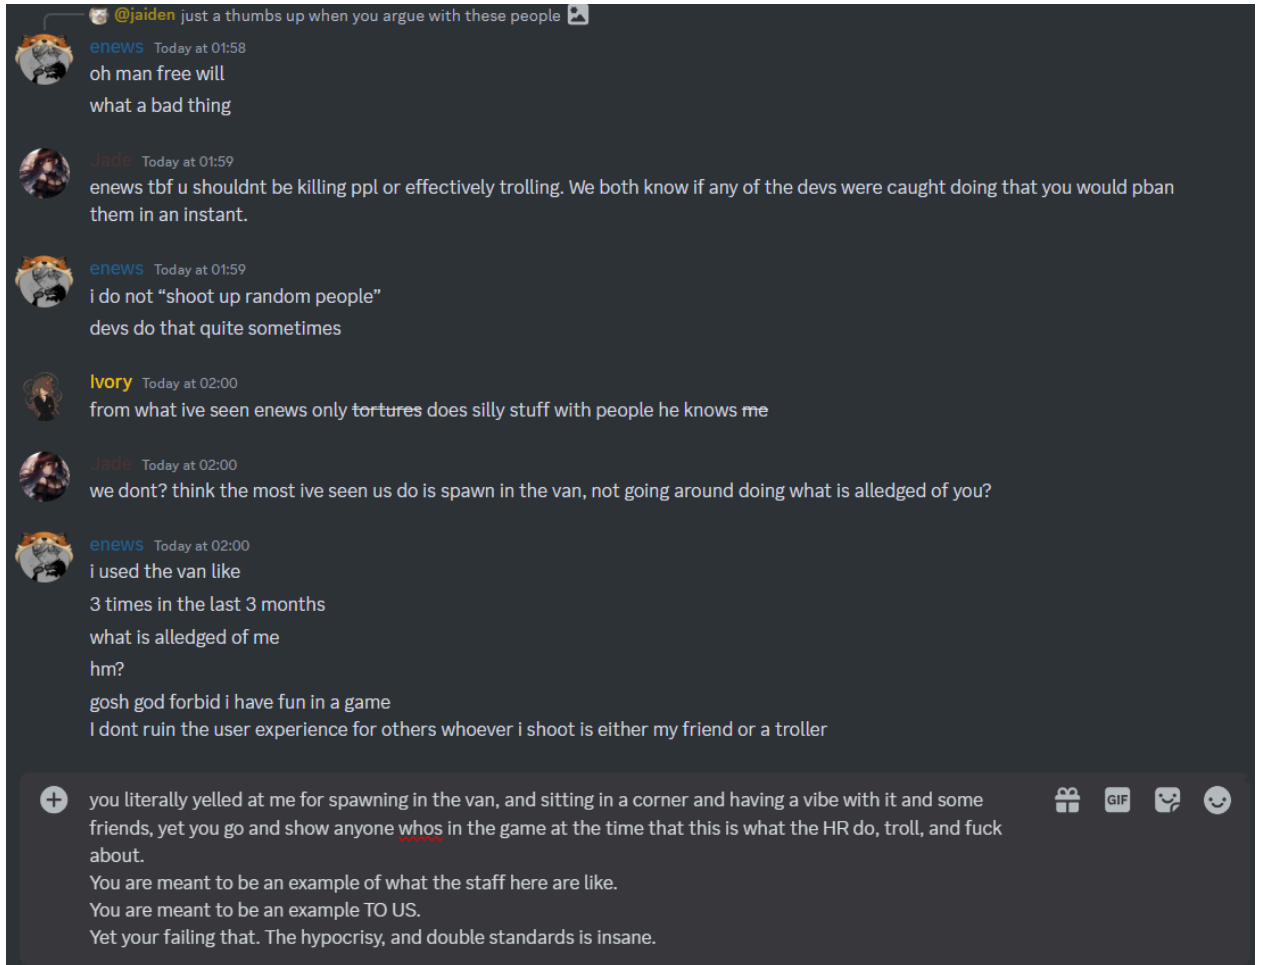 @jaiden just a thumbs up when you argue with these people
enews Today at 01:58
oh man free will
what a bad thing
Jade Today at 01:59
enews tbf u shouldnt be killing ppl or effectively trolling. We both know if any of the devs were caught doing that you would pban
them in an instant.
enews Today at 01:59
i do not “shoot up random people”
devs do that quite sometimes
Ivory Today at 02:00
from what ive seen enews only tortures does silly stuff with people he knows me
Jade Today at 02:00
we dont? think the most ive seen us do is spawn in the van, not going around doing what is alledged of you?
enews Today at 02:00
i used the van like
3 times in the last 3 months
what is alledged of me
hm?
gosh god forbid i have fun in a game
I dont ruin the user experience for others whoever i shoot is either my friend or a troller
you literally yelled at me for spawning in the van, and sitting in a corner and having a vibe with it and some
friends, yet you go and show anyone whos in the game at the time that this is what the HR do, troll, and fuck
about.
You are meant to be an example of what the staff here are like.
You are meant to be an example TO US.
Yet your failing that. The hypocrisy, and double standards is insane.
GIF